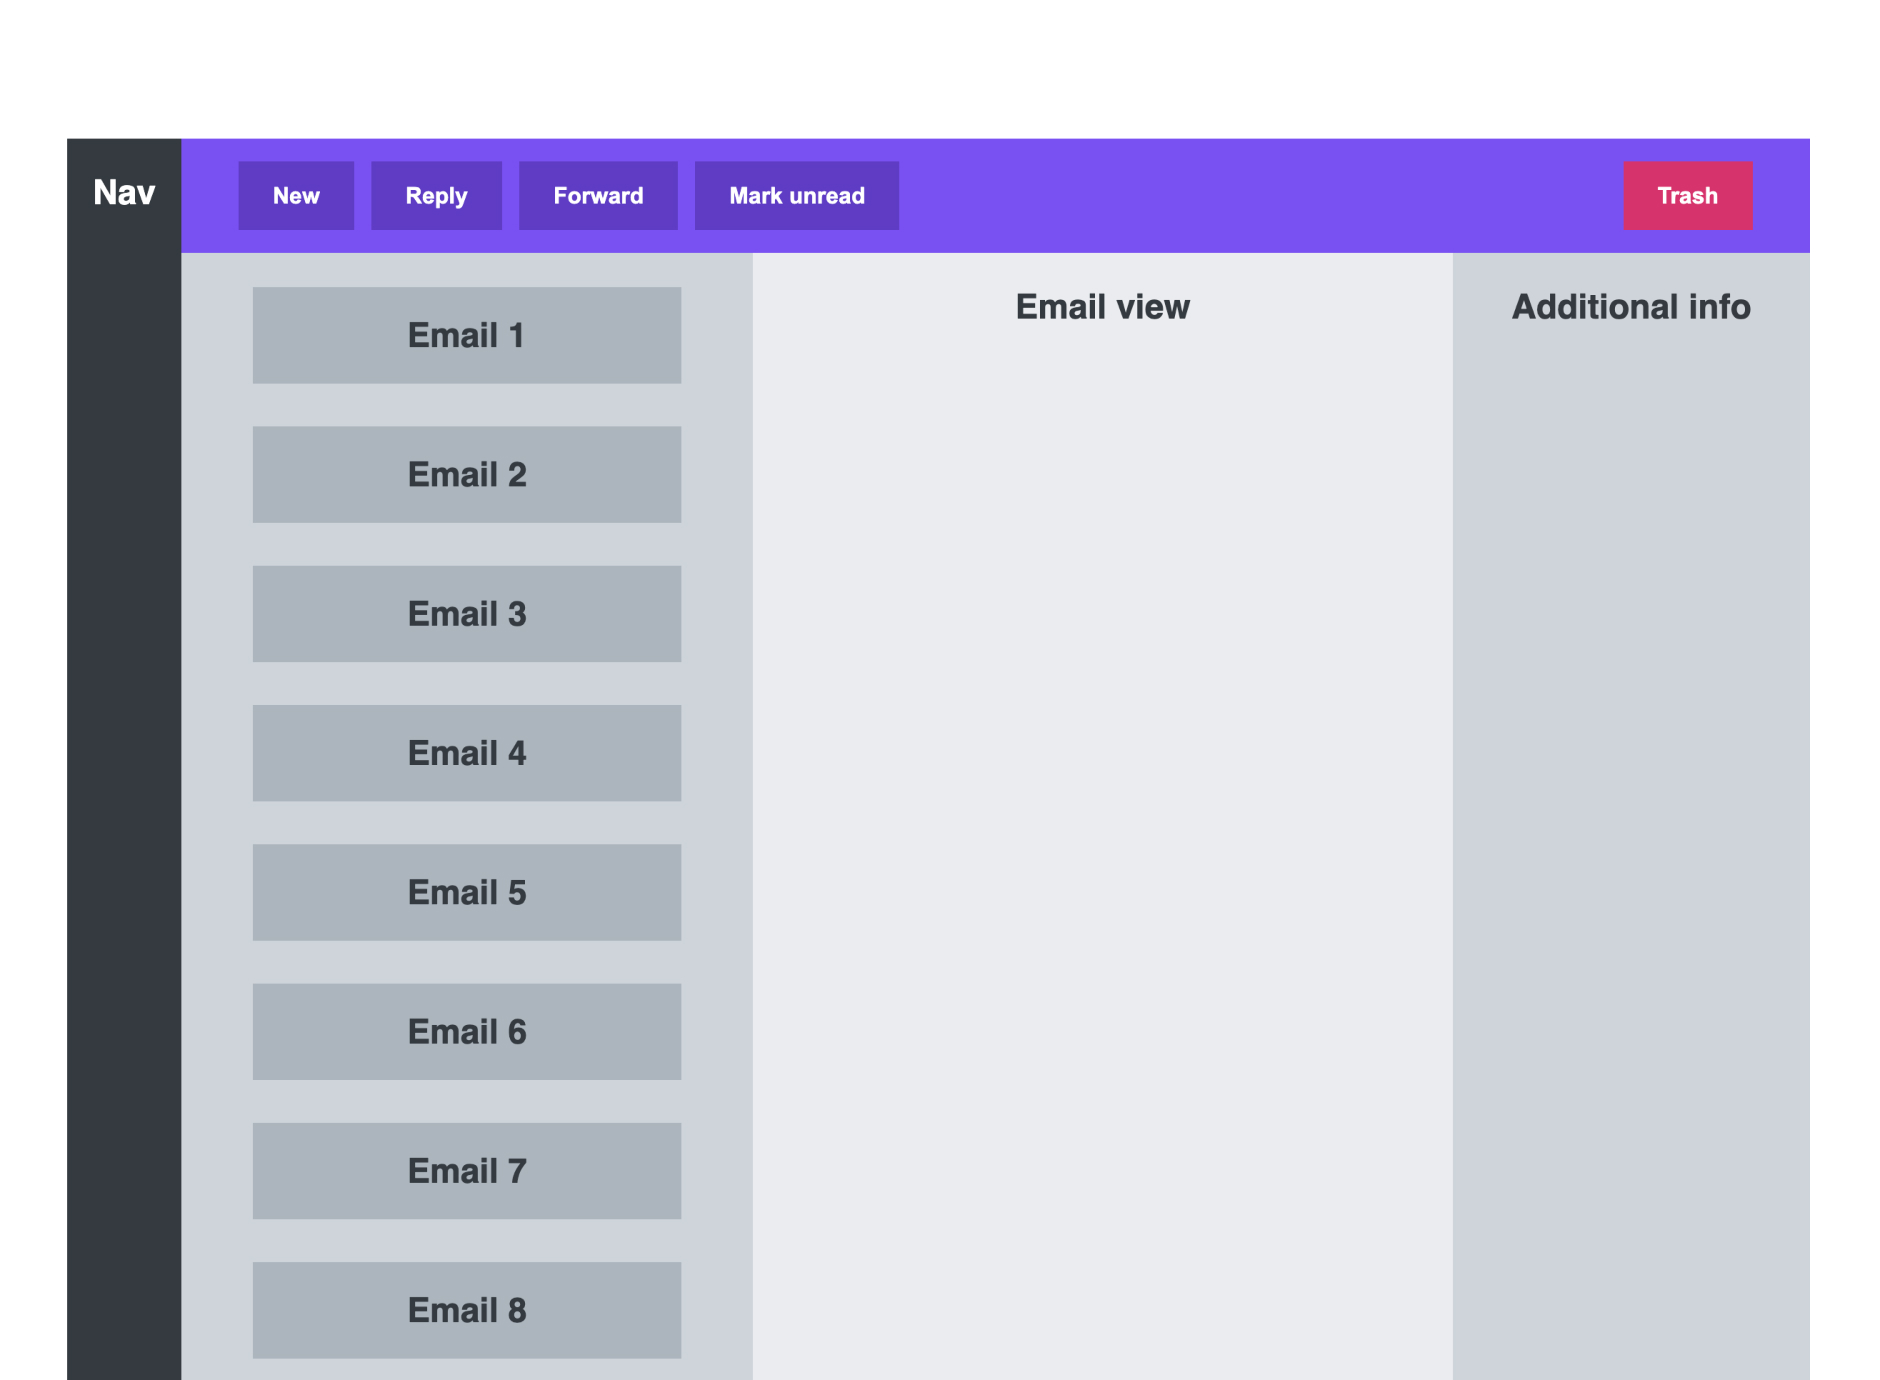 Nav
New
Reply
Forward
Mark unread
Trash
Email 1
Email 2
Email 3
Email 4
Email 5
Email 6
Email 7
Email 8
Email view
Additional info